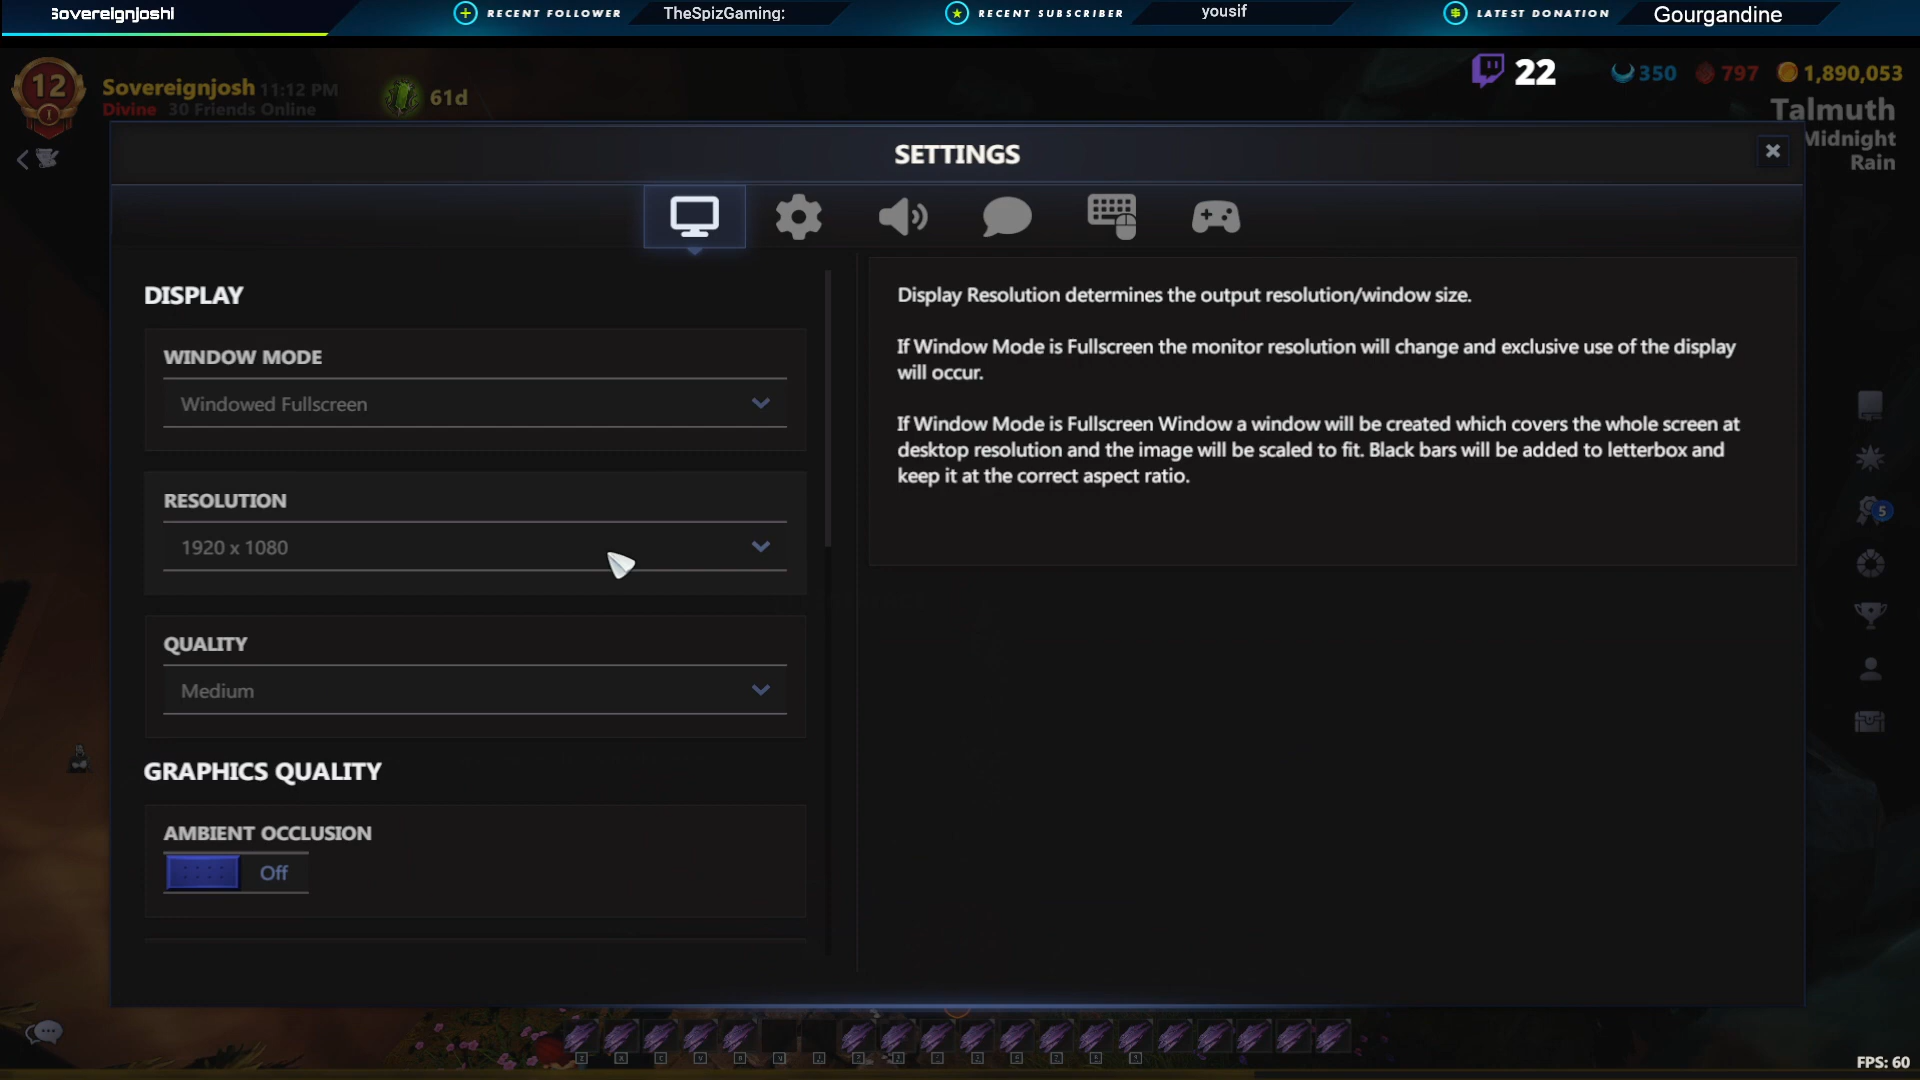 SovereignJoshl
RECENT FOLLOWER
TheSpizGaming:
RECENT SUBSCRIBER
yousif
LATEST DONATION
Gourgandine
12
I
Sovereignjosh 11:12 PM
Divine 30 Friends Online
61d
22
350
797
1,890,053
Talmuth
Midnight
Rain
SETTINGS
DISPLAY
WINDOW MODE
Windowed Fullscreen
RESOLUTION
1920 x 1080
QUALITY
Medium
GRAPHICS QUALITY
AMBIENT OCCLUSION
Off
Display Resolution determines the output resolution/window size.
If Window Mode is Fullscreen the monitor resolution will change and exclusive use of the display
will occur.
If Window Mode is Fullscreen Window a window will be created which covers the whole screen at
desktop resolution and the image will be scaled to fit. Black bars will be added to letterbox and
keep it at the correct aspect ratio.
5
FPS: 60